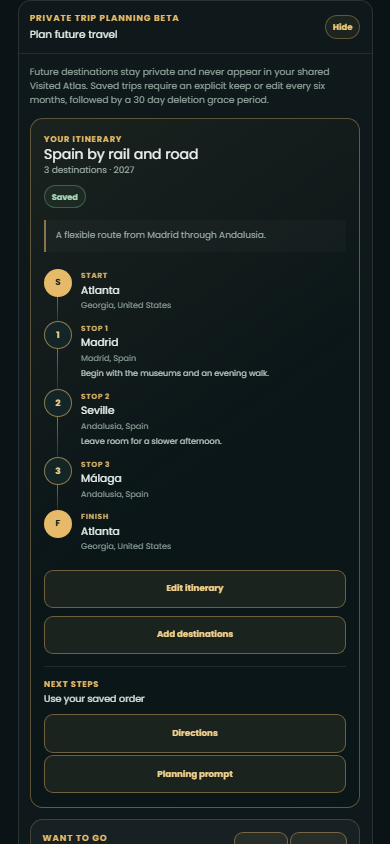 PRIVATE TRIP PLANNING BETA
Plan future travel
Hide
Future destinations stay private and never appear in your shared
Visited Atlas. Saved trips require an explicit keep or edit every six
months, followed by a 30 day deletion grace period.
YOUR ITINERARY
Spain by rail and road
3 destinations · 2027
Saved
A flexible route from Madrid through Andalusia.
S
START
Atlanta
Georgia, United States
1
STOP 1
Madrid
Madrid, Spain
Begin with the museums and an evening walk.
2
STOP 2
Seville
Andalusia, Spain
Leave room for a slower afternoon.
3
STOP 3
Málaga
Andalusia, Spain
F
FINISH
Atlanta
Georgia, United States
Edit itinerary
Add destinations
NEXT STEPS
Use your saved order
Directions
Planning prompt
WANT TO GO